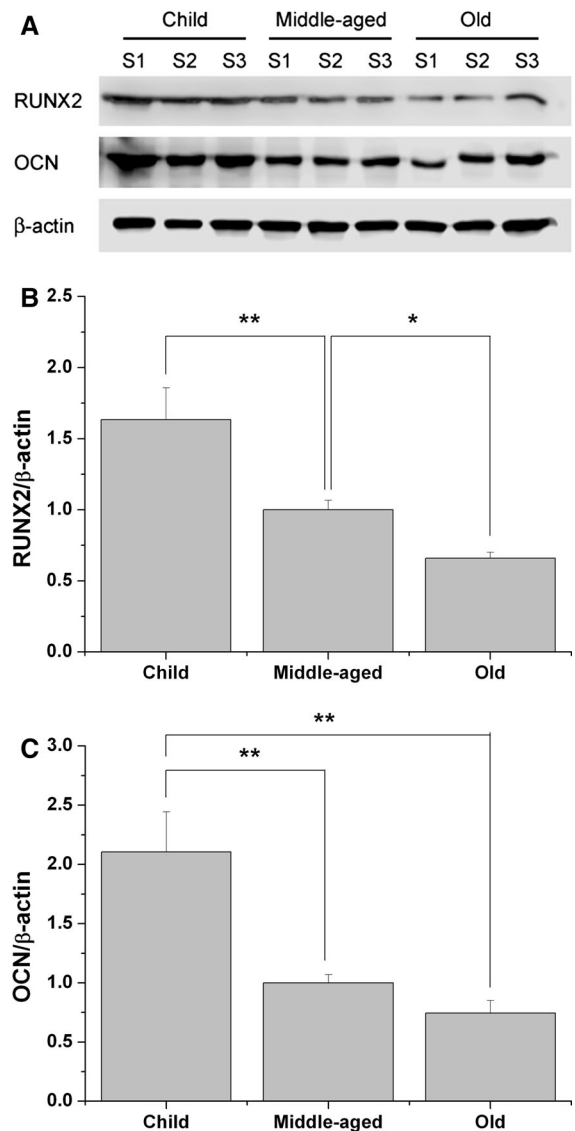 A
Child Middle-aged Old
S1 S2 S3 S1 S2 S3 S1 S2 S3
RUNX2
OCN
β-actin
B
2.5
2.0
1.5
1.0
0.5
0.0
RUNX2/β-actin
** *
Child Middle-aged Old
C
3.0
2.5
2.0
1.5
1.0
0.5
0.0
OCN/β-actin
**
**
Child Middle-aged Old